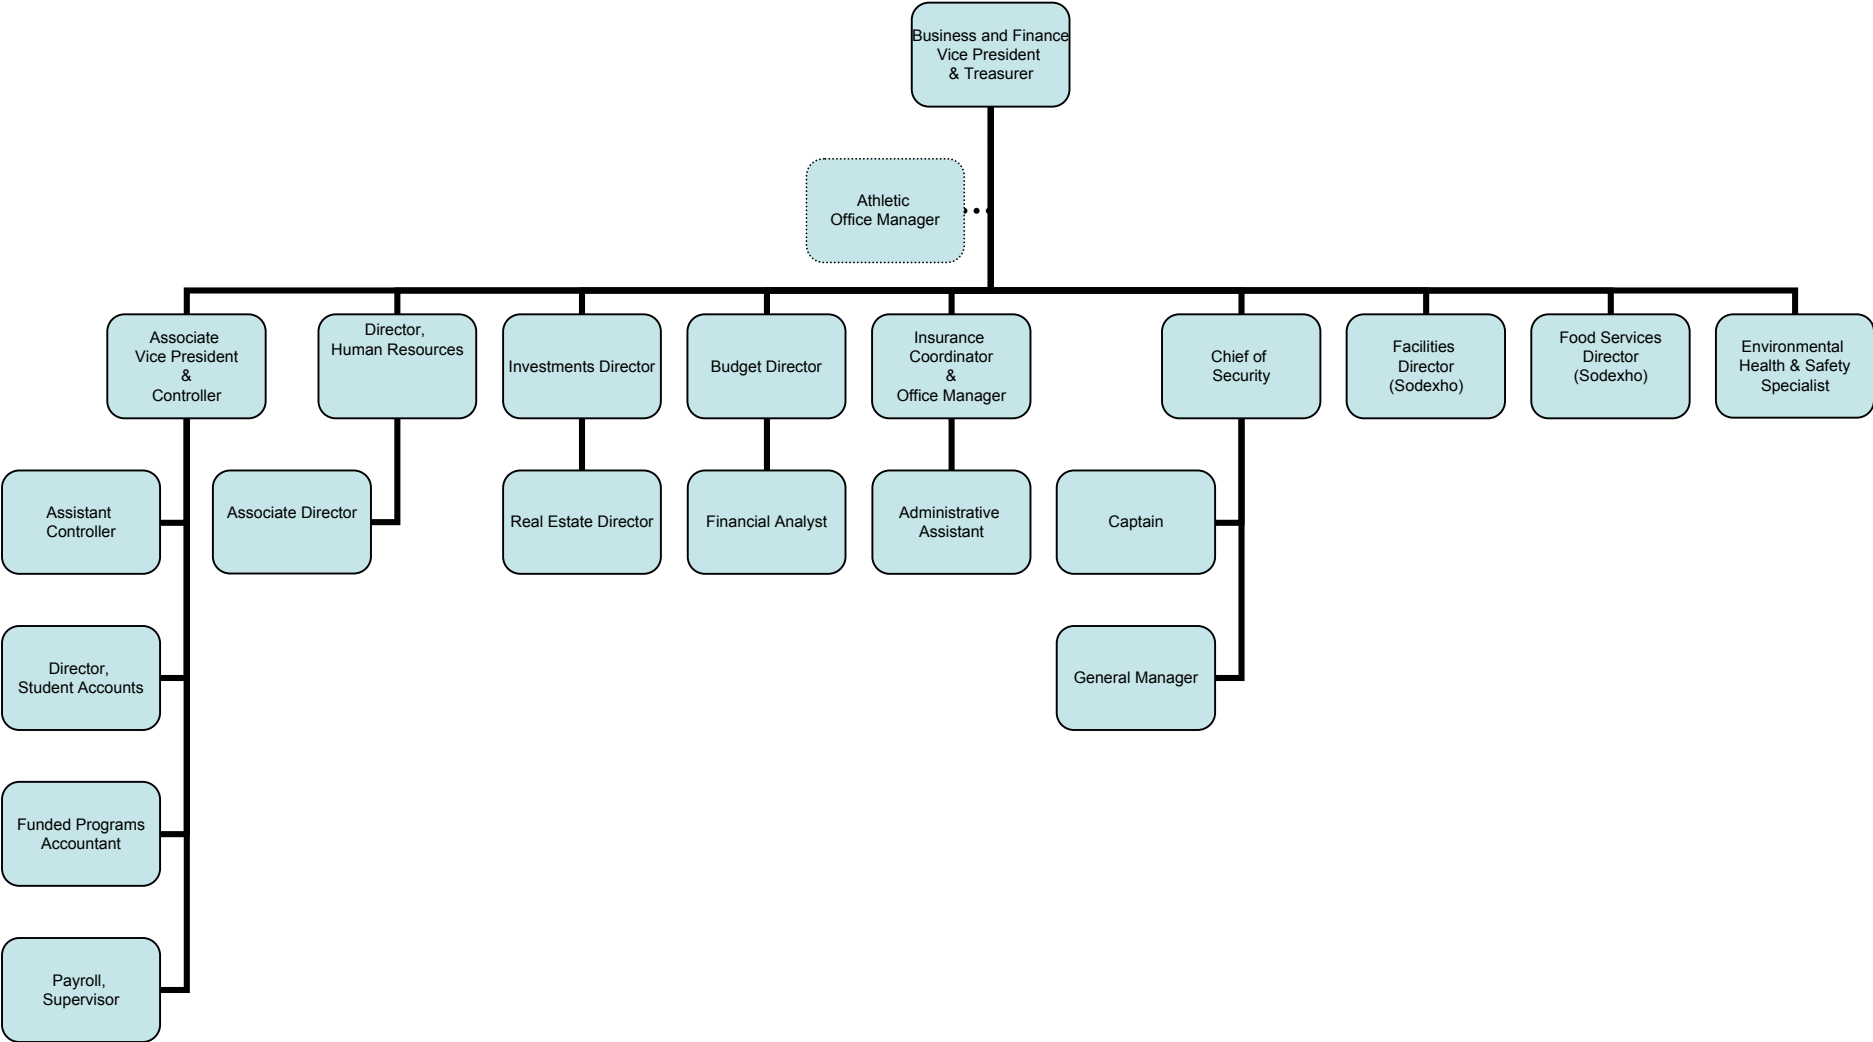 Business and Finance
Vice President
& Treasurer
Athletic
Office Manager
Associate
Vice President
&
Controller
Director,
Human Resources
Investments Director
Budget Director
Insurance
Coordinator
&
Office Manager
Chief of
Security
Facilities
Director
(Sodexho)
Food Services
Director
(Sodexho)
Environmental
Health & Safety
Specialist
Assistant
Controller
Associate Director
Real Estate Director
Financial Analyst
Administrative
Assistant
Captain
Director,
Student Accounts
General Manager
Funded Programs
Accountant
Payroll,
Supervisor